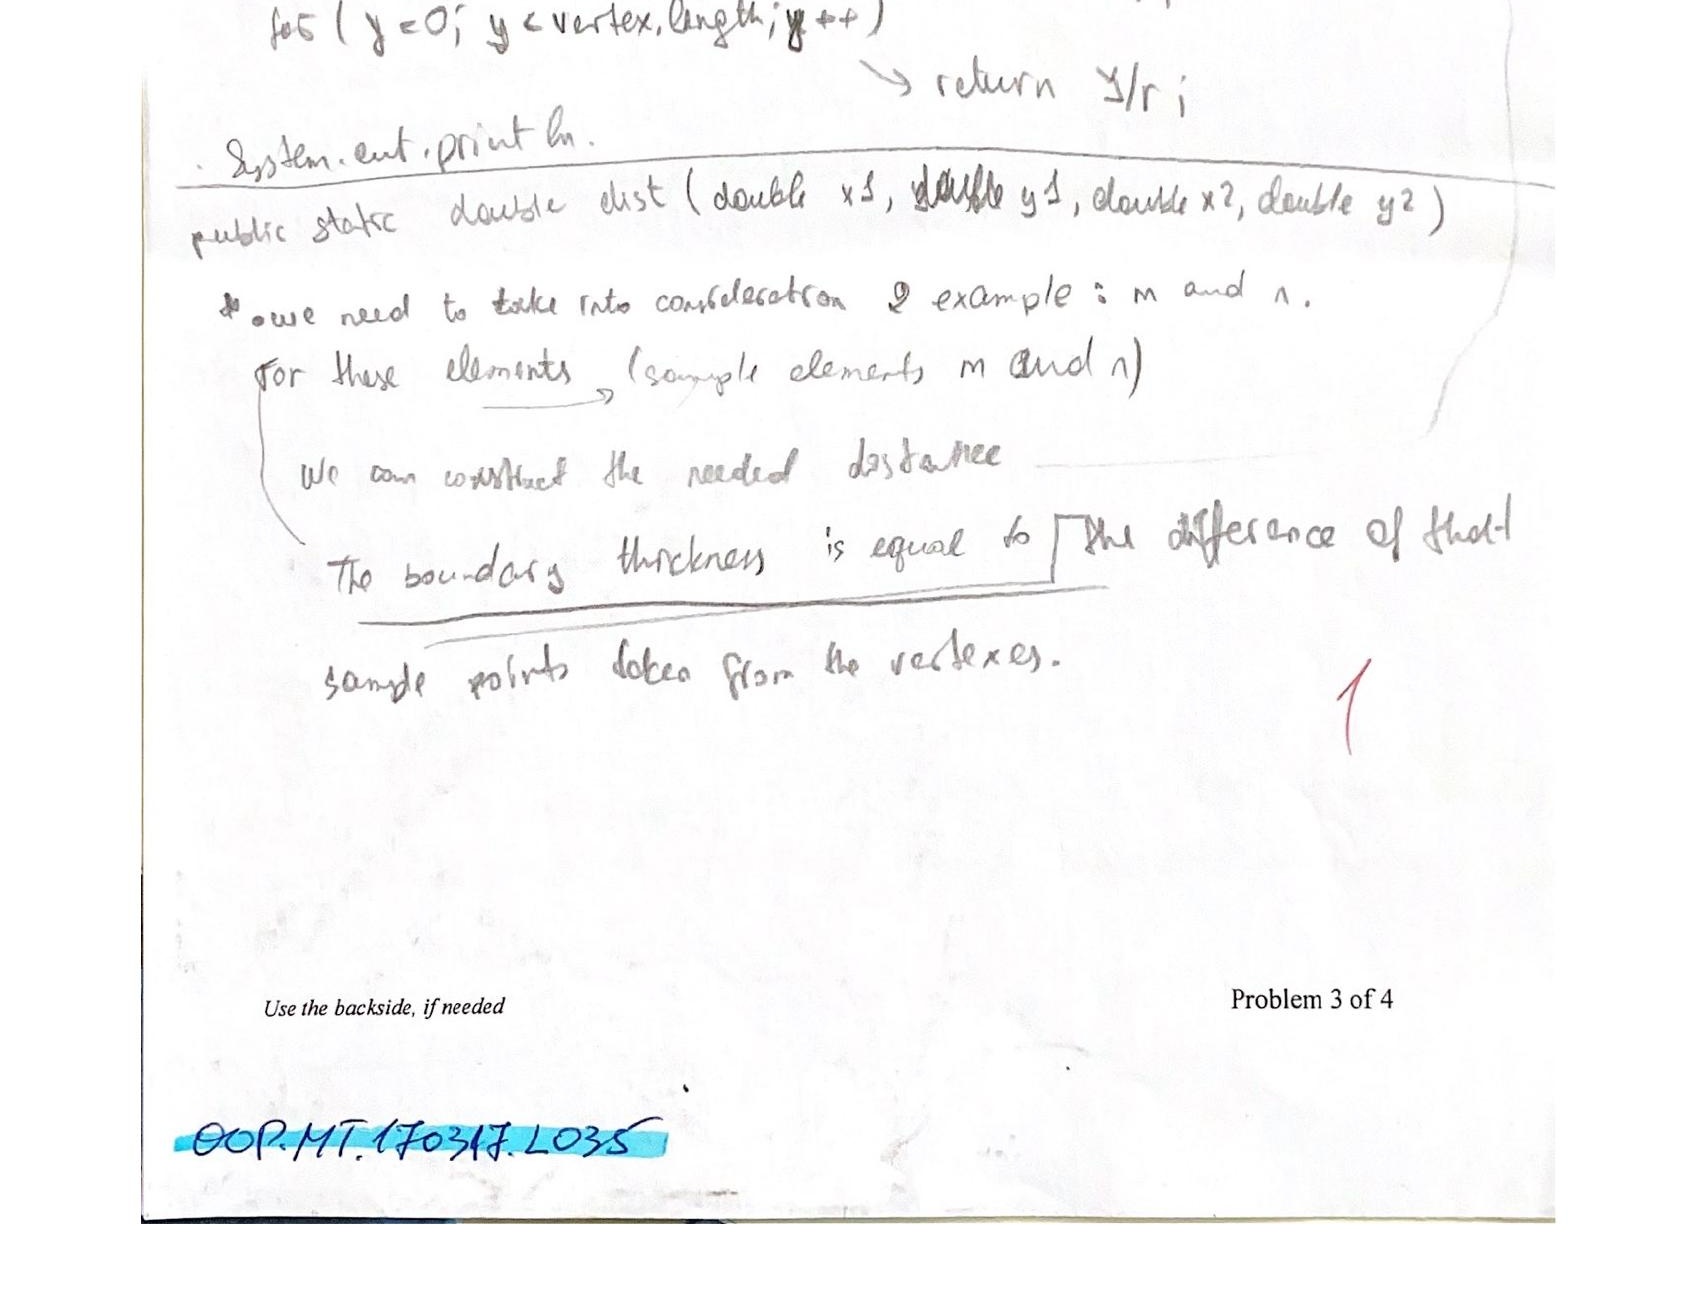 for ( y = 0; y < vertex.length; y ++ )
→ return y/r ;
System.out.println.
public static double dist ( double x1, double y1, double x2, double y2 )
* we need to take into consideration 2 example : m and n.
For these elements → (sample elements m and n)
We can construct the needed distance
The boundary thickness is equal to the difference of that
sample points taken from the vertexes.
1
Use the backside, if needed
Problem 3 of 4
OOP.MT.170317.L035